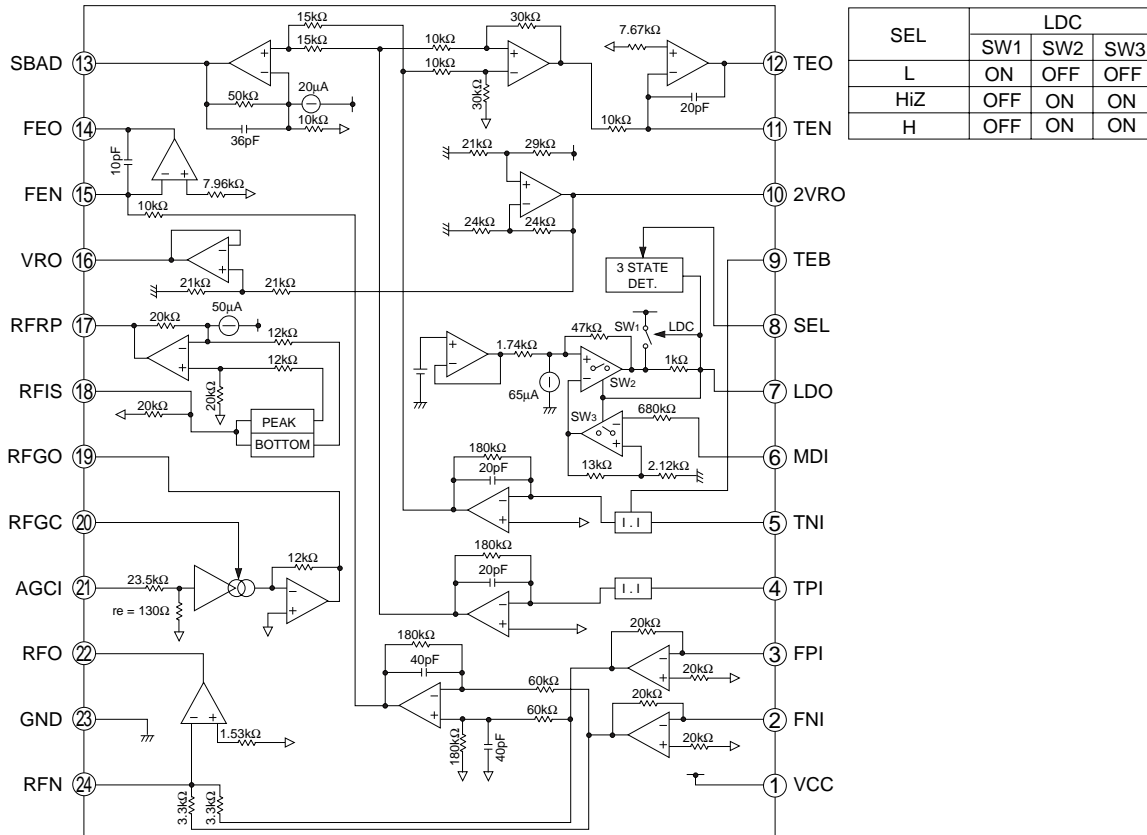 SBAD 13
FEO 14
FEN 15
VRO 16
RFRP 17
RFIS 18
RFGO 19
RFGC 20
AGCI 21
RFO 22
GND 23
RFN 24
15kΩ
15kΩ
10kΩ
10kΩ
30kΩ
30kΩ
7.67kΩ
20pF
10kΩ
50kΩ
20μA
36pF
10kΩ
10pF
7.96kΩ
10kΩ
21kΩ
29kΩ
24kΩ
24kΩ
21kΩ
21kΩ
20kΩ
50μA
12kΩ
12kΩ
20kΩ
20kΩ
PEAK
BOTTOM
3 STATE
DET.
SW1
LDC
47kΩ
1.74kΩ
65μA
SW2
1kΩ
SW3
680kΩ
13kΩ
2.12kΩ
180kΩ
20pF
I . I
180kΩ
20pF
I . I
23.5kΩ
re = 130Ω
12kΩ
180kΩ
40pF
60kΩ
60kΩ
180kΩ
40pF
20kΩ
20kΩ
20kΩ
20kΩ
1.53kΩ
3.3kΩ
3.3kΩ
12 TEO
11 TEN
10 2VRO
9 TEB
8 SEL
7 LDO
6 MDI
5 TNI
4 TPI
3 FPI
2 FNI
1 VCC
SEL LDC
SW1 SW2 SW3
L ON OFF OFF
HiZ OFF ON ON
H OFF ON ON